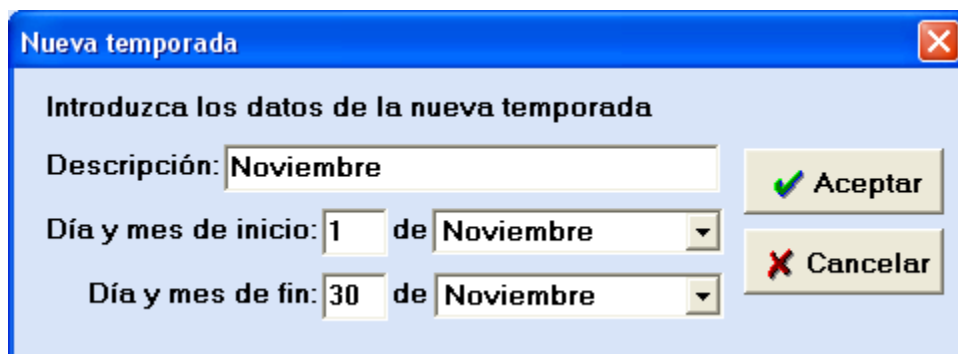 Nueva temporada
Introduzca los datos de la nueva temporada
Descripción: Noviembre
Aceptar
Día y mes de inicio: 1 de Noviembre
Cancelar
Día y mes de fin: 30 de Noviembre